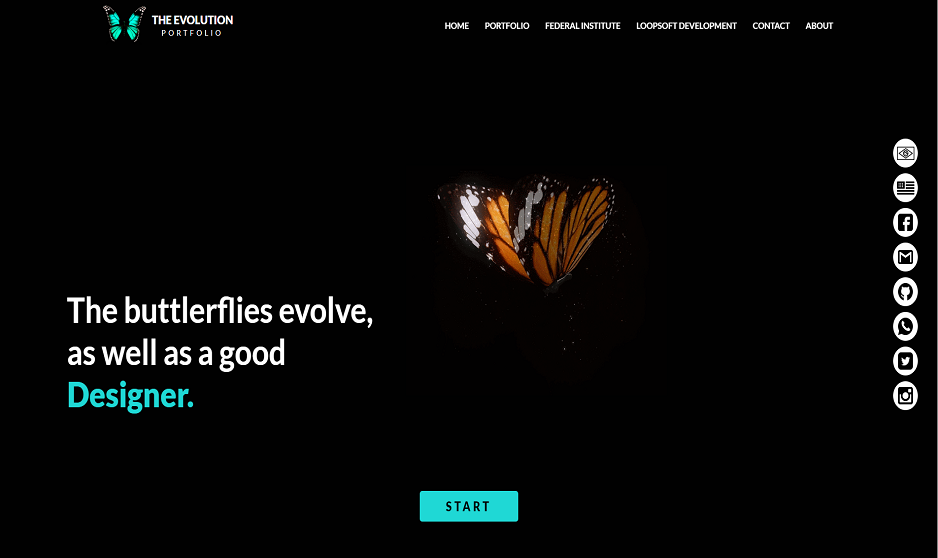 THE EVOLUTION
PORTFOLIO
HOME PORTFOLIO FEDERAL INSTITUTE LOOPSOFT DEVELOPMENT CONTACT ABOUT
The buttlerflies evolve,
as well as a good
Designer.
START